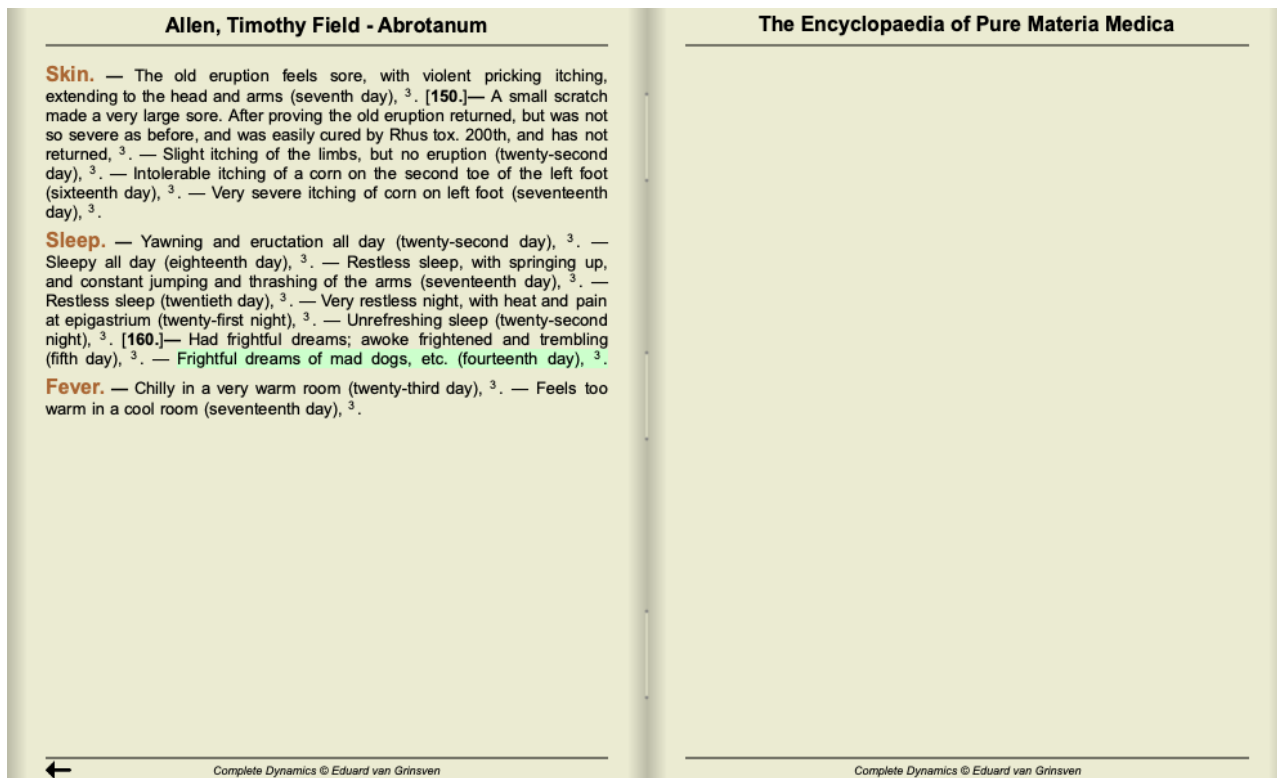 Allen, Timothy Field - Abrotanum
Skin. — The old eruption feels sore, with violent pricking itching,
extending to the head and arms (seventh day), ³. [150.]— A small scratch
made a very large sore. After proving the old eruption returned, but was not
so severe as before, and was easily cured by Rhus tox. 200th, and has not
returned, ³. — Slight itching of the limbs, but no eruption (twenty-second
day), ³. — Intolerable itching of a corn on the second toe of the left foot
(sixteenth day), ³. — Very severe itching of corn on left foot (seventeenth
day), ³.
Sleep. — Yawning and eructation all day (twenty-second day), ³. —
Sleepy all day (eighteenth day), ³. — Restless sleep, with springing up,
and constant jumping and thrashing of the arms (seventeenth day), ³. —
Restless sleep (twentieth day), ³. — Very restless night, with heat and pain
at epigastrium (twenty-first night), ³. — Unrefreshing sleep (twenty-second
night), ³. [160.]— Had frightful dreams; awoke frightened and trembling
(fifth day), ³. — Frightful dreams of mad dogs, etc. (fourteenth day), ³.
Fever. — Chilly in a very warm room (twenty-third day), ³. — Feels too
warm in a cool room (seventeenth day), ³.
Complete Dynamics © Eduard van Grinsven
The Encyclopaedia of Pure Materia Medica
Complete Dynamics © Eduard van Grinsven